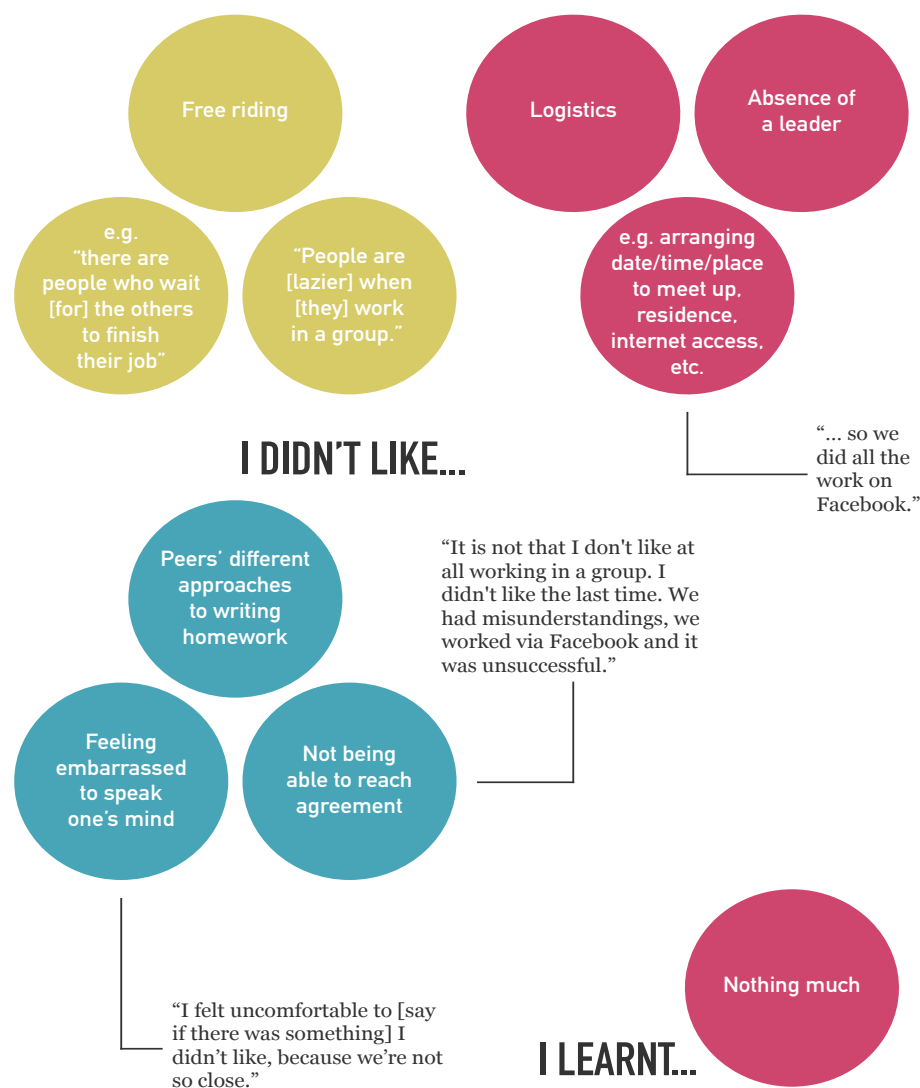 Free riding
e.g.
“there are
people who wait
[for] the others
to finish
their job”
“People are
[lazier] when
[they] work
in a group.”
Logistics
Absence of
a leader
e.g. arranging
date/time/place
to meet up,
residence,
internet access,
etc.
“... so we
did all the
work on
Facebook.”
I DIDN’T LIKE...
Peers’ different
approaches
to writing
homework
“It is not that I don't like at
all working in a group. I
didn't like the last time. We
had misunderstandings, we
worked via Facebook and it
was unsuccessful.”
Feeling
embarrassed
to speak
one’s mind
Not being
able to reach
agreement
“I felt uncomfortable to [say
if there was something] I
didn’t like, because we’re not
so close.”
I LEARNT...
Nothing much